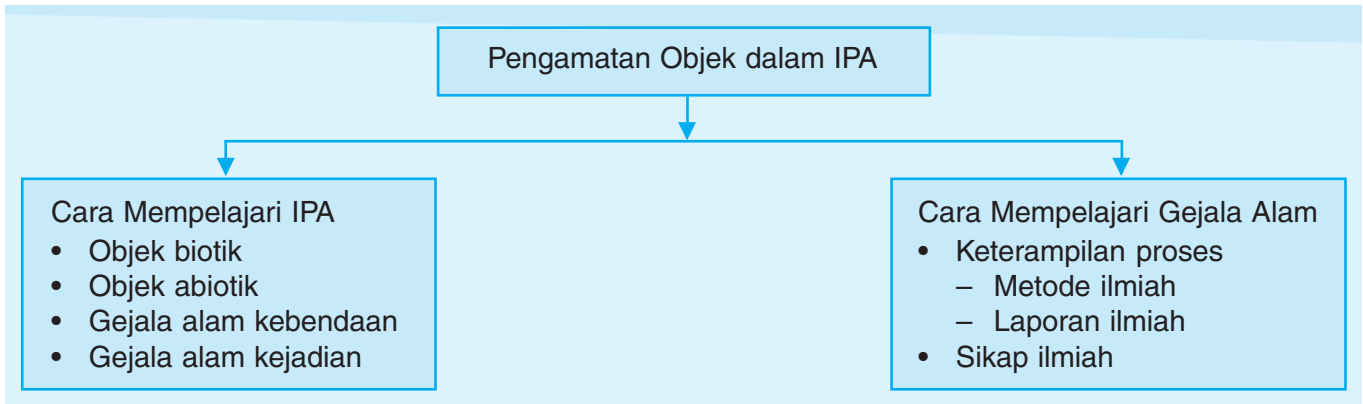 Pengamatan Objek dalam IPA
Cara Mempelajari IPA
• Objek biotik
• Objek abiotik
• Gejala alam kebendaan
• Gejala alam kejadian
Cara Mempelajari Gejala Alam
• Keterampilan proses
– Metode ilmiah
– Laporan ilmiah
• Sikap ilmiah